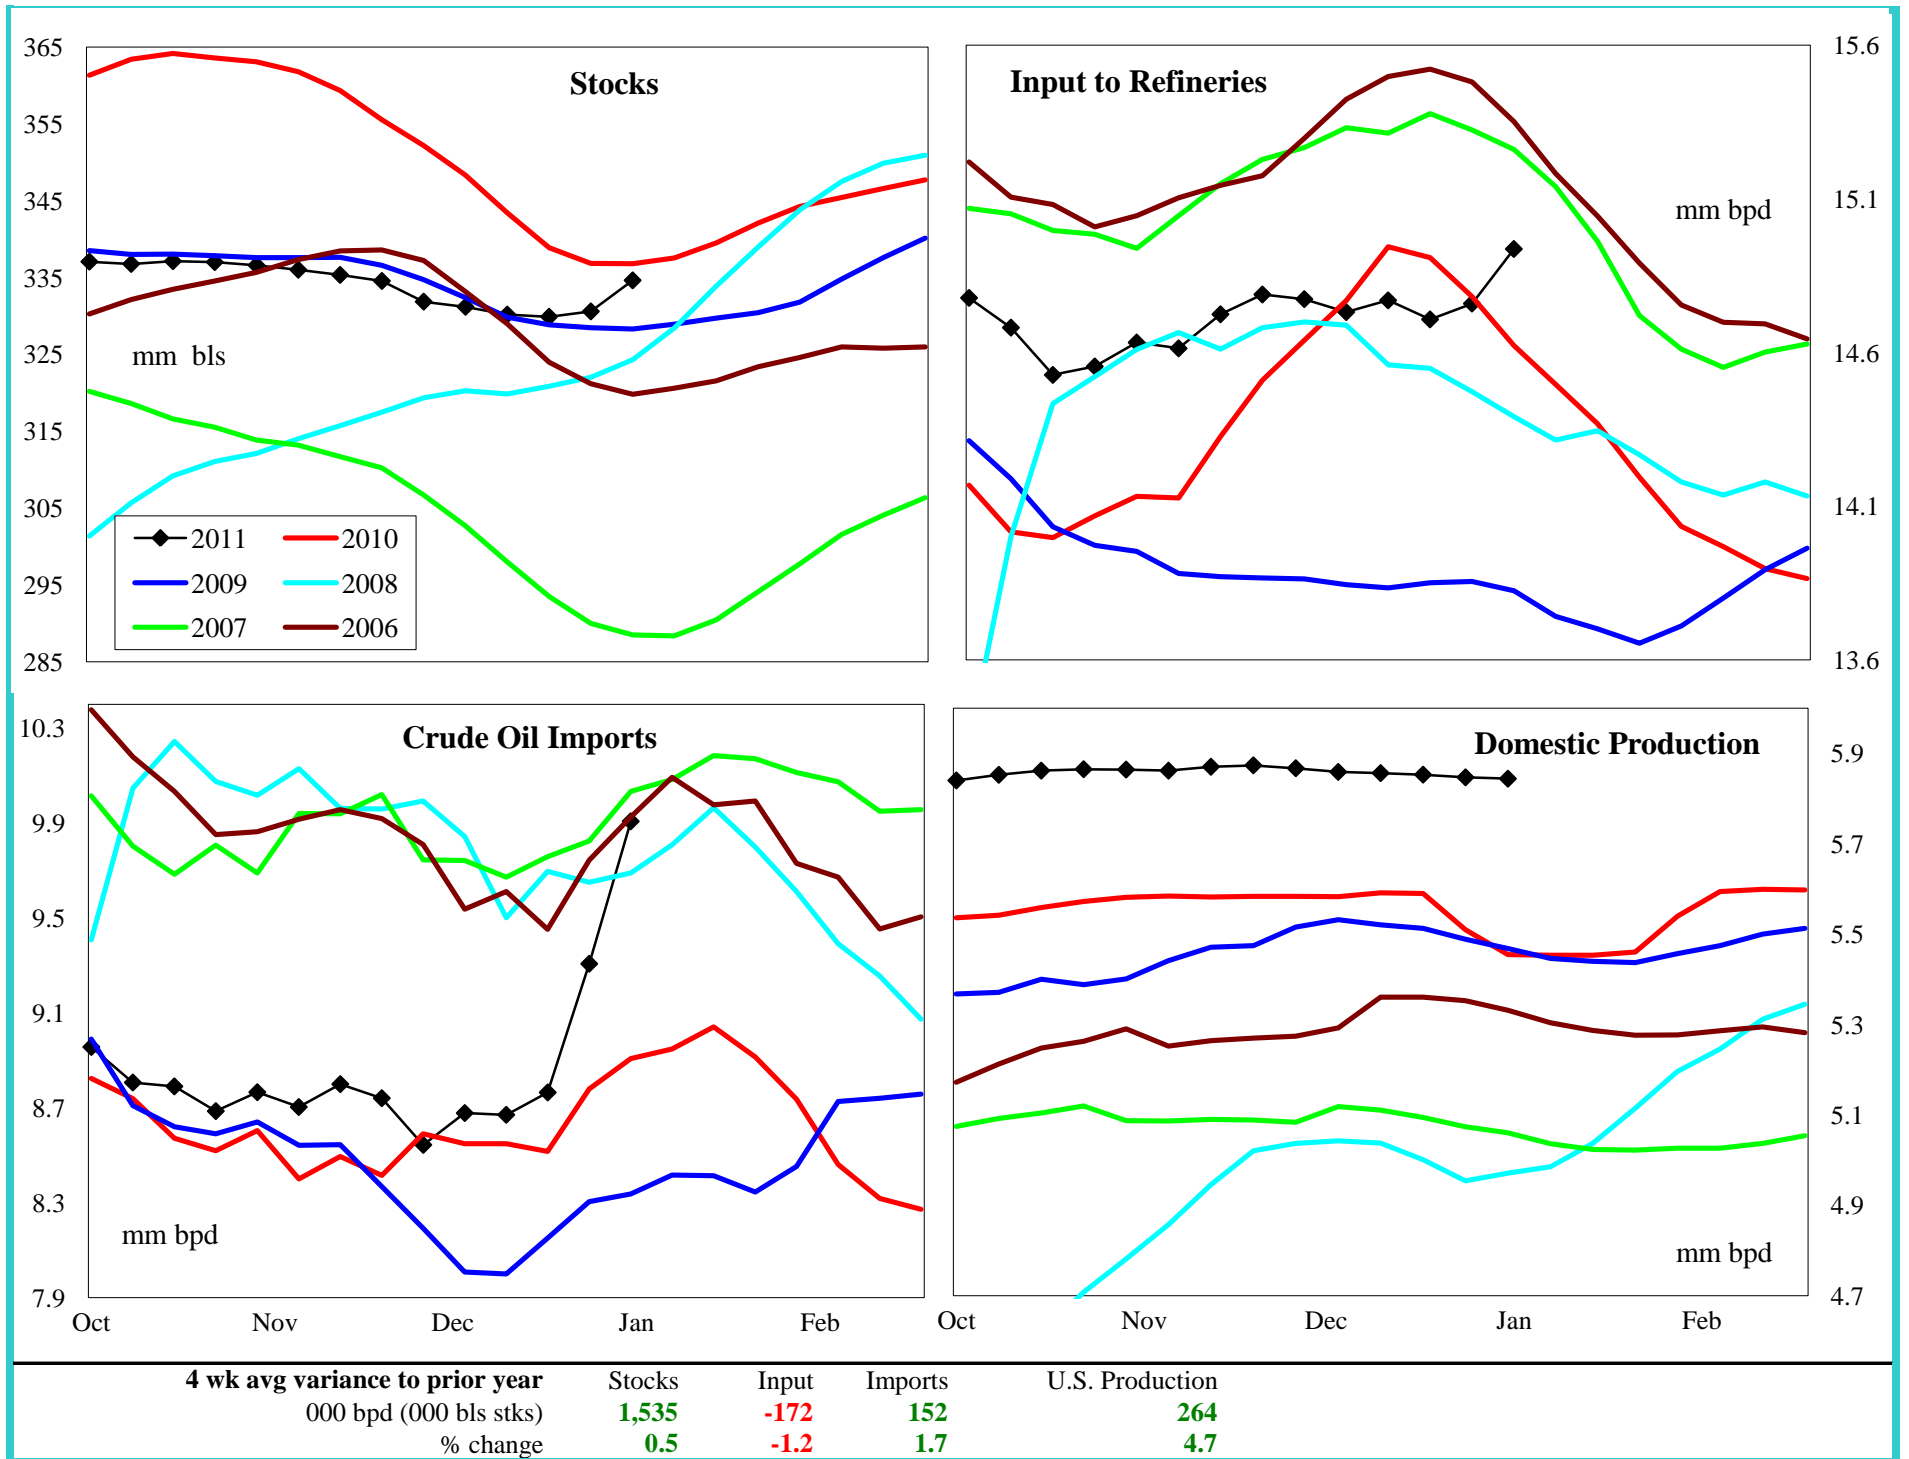 Stocks
365
355
345
335
325
315
305
295
285
mm bls
2011
2010
2009
2008
2007
2006
Input to Refineries
15.6
15.1
14.6
14.1
13.6
mm bpd
Crude Oil Imports
10.3
9.9
9.5
9.1
8.7
8.3
7.9
mm bpd
Oct Nov Dec Jan Feb
Domestic Production
5.9
5.7
5.5
5.3
5.1
4.9
4.7
mm bpd
Oct Nov Dec Jan Feb
4 wk avg variance to prior year Stocks Input Imports U.S. Production
000 bpd (000 bls stks) 1,535 -172 152 264
% change 0.5 -1.2 1.7 4.7